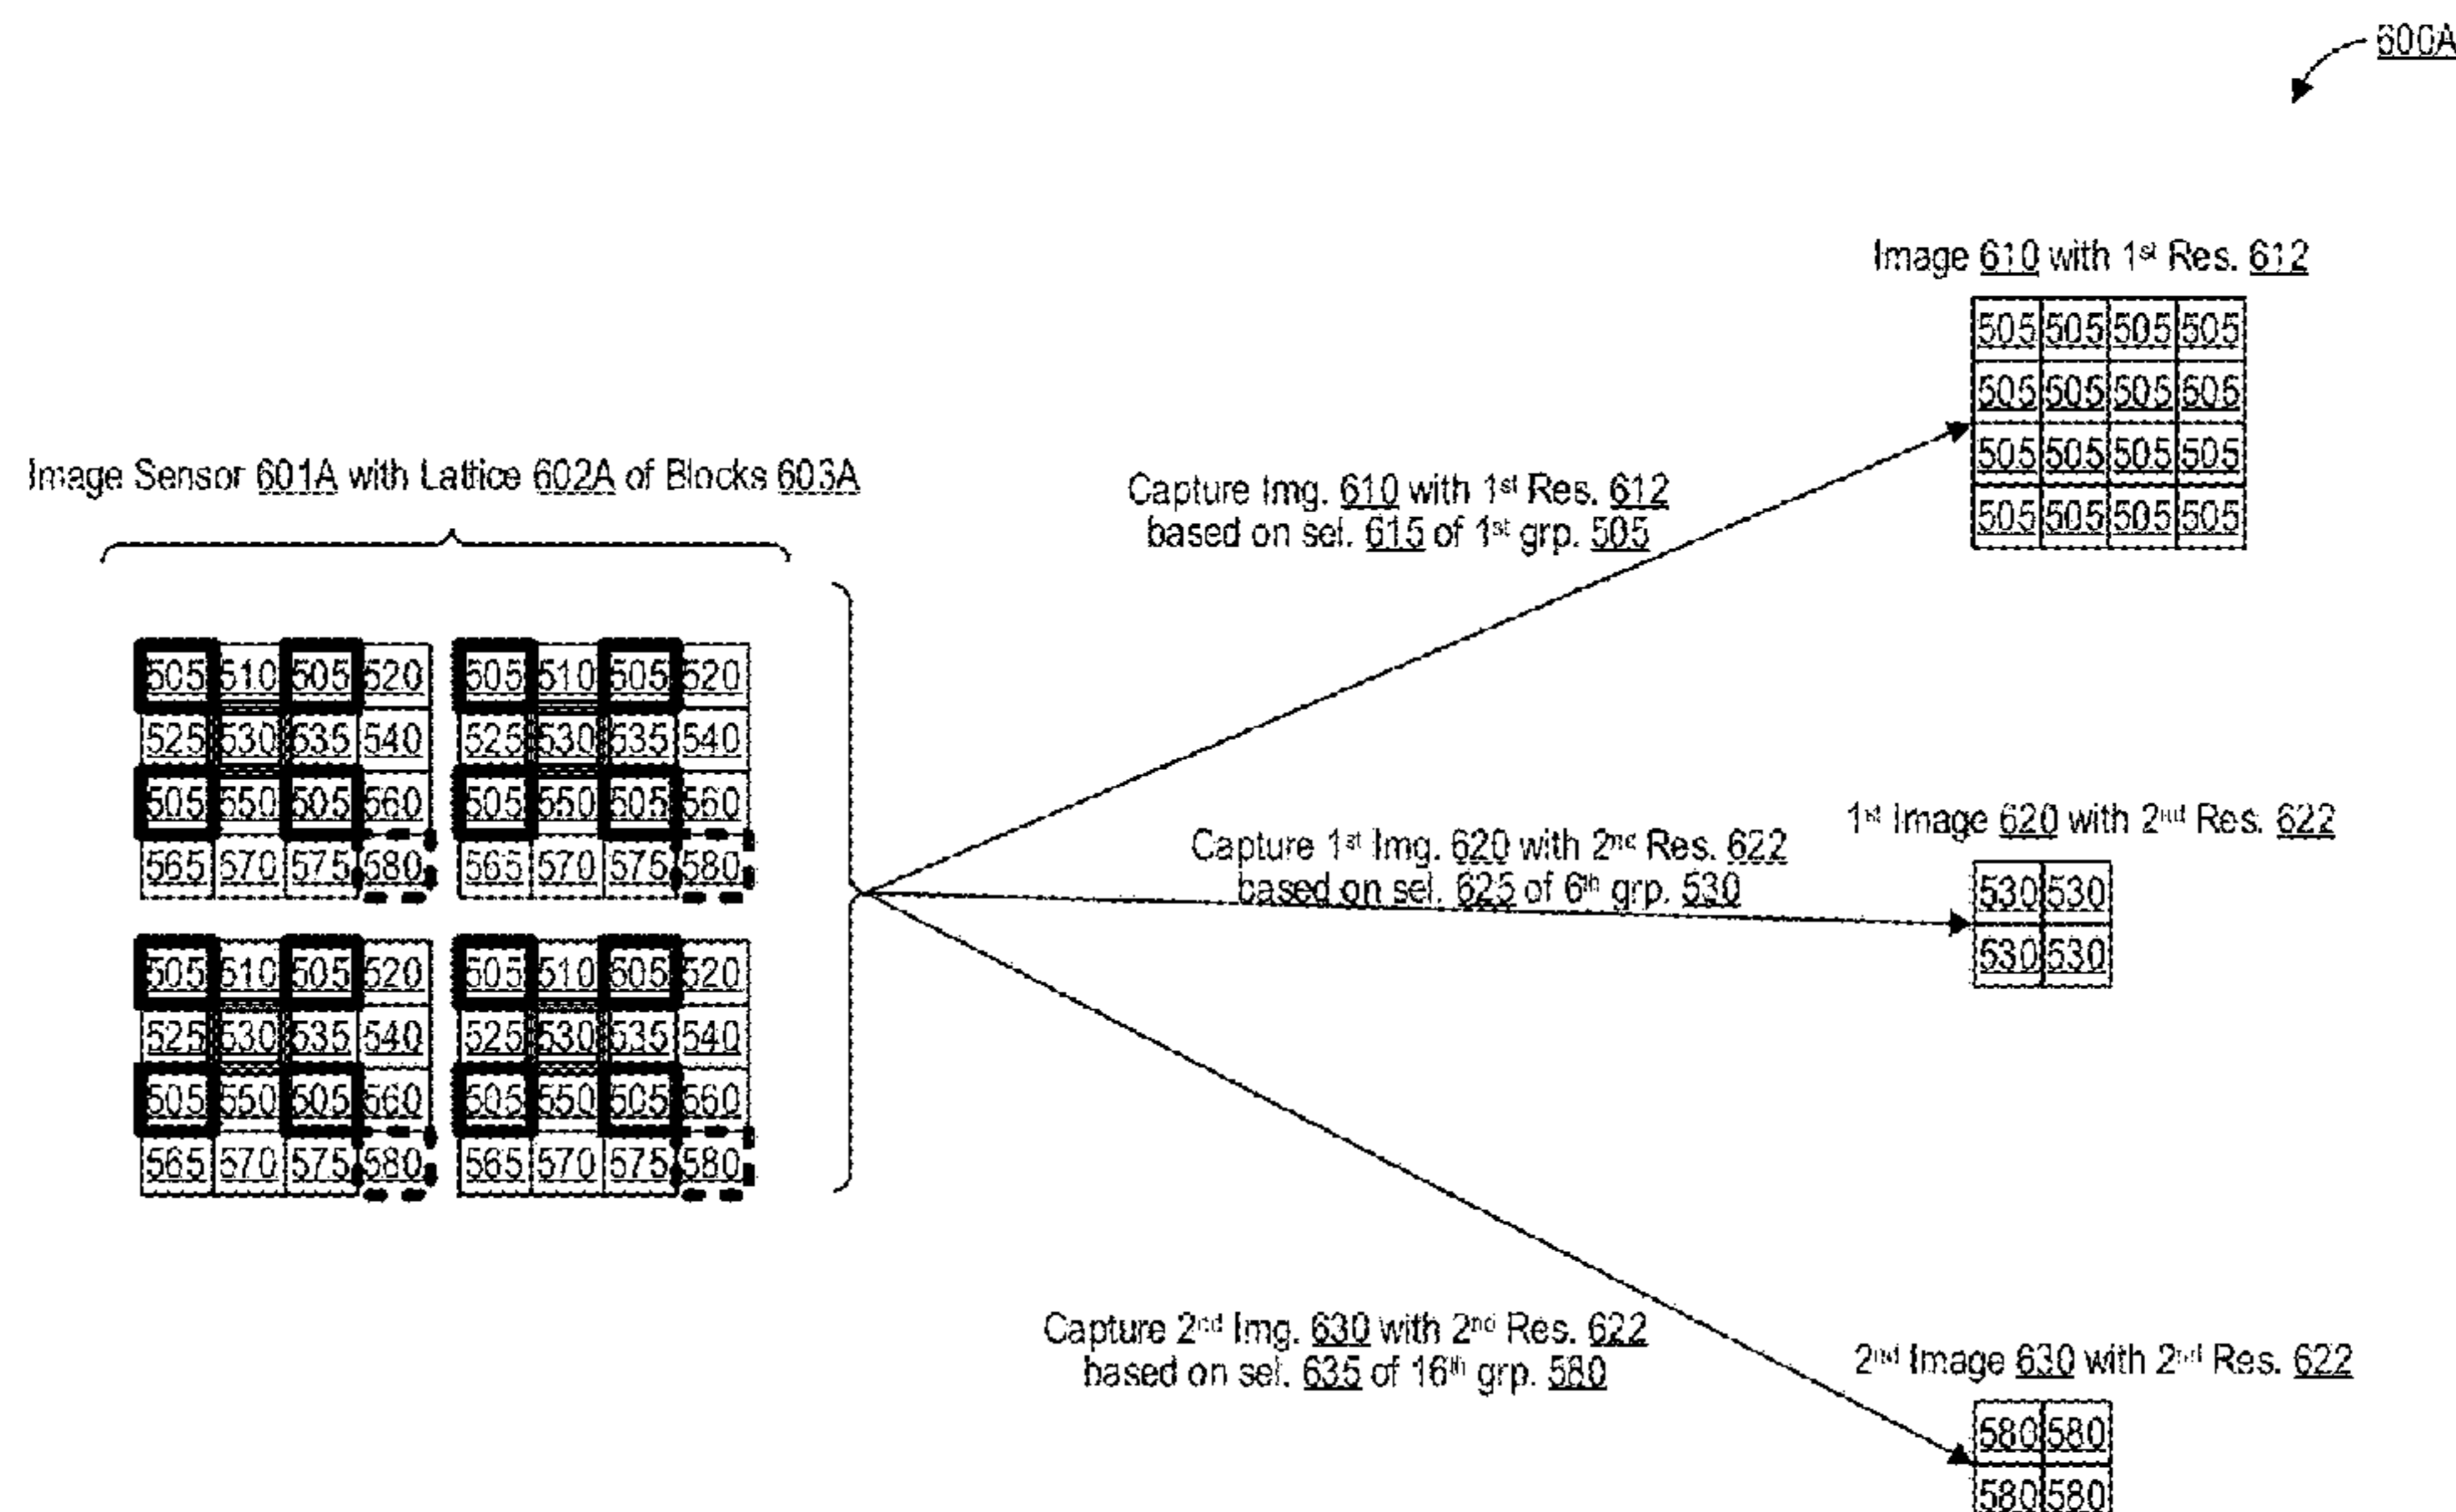 600A
Image 610 with 1st Res. 612
505 505 505 505
505 505 505 505
505 505 505 505
505 505 505 505
Image Sensor 601A with Lattice 602A of Blocks 603A
Capture Img. 610 with 1st Res. 612
based on sel. 615 of 1st grp. 505
505 510 505 520 505 510 505 520
525 530 535 540 525 530 535 540
505 550 505 560 505 550 505 560
565 570 575 580 565 570 575 580
505 510 505 520 505 510 505 520
525 530 535 540 525 530 535 540
505 550 505 560 505 550 505 560
565 570 575 580 565 570 575 580
Capture 1st Img. 620 with 2nd Res. 622
based on sel. 625 of 6th grp. 530
1st Image 620 with 2nd Res. 622
530 530
530 530
Capture 2nd Img. 630 with 2nd Res. 622
based on sel. 635 of 16th grp. 580
2nd Image 630 with 2nd Res. 622
580 580
580 580